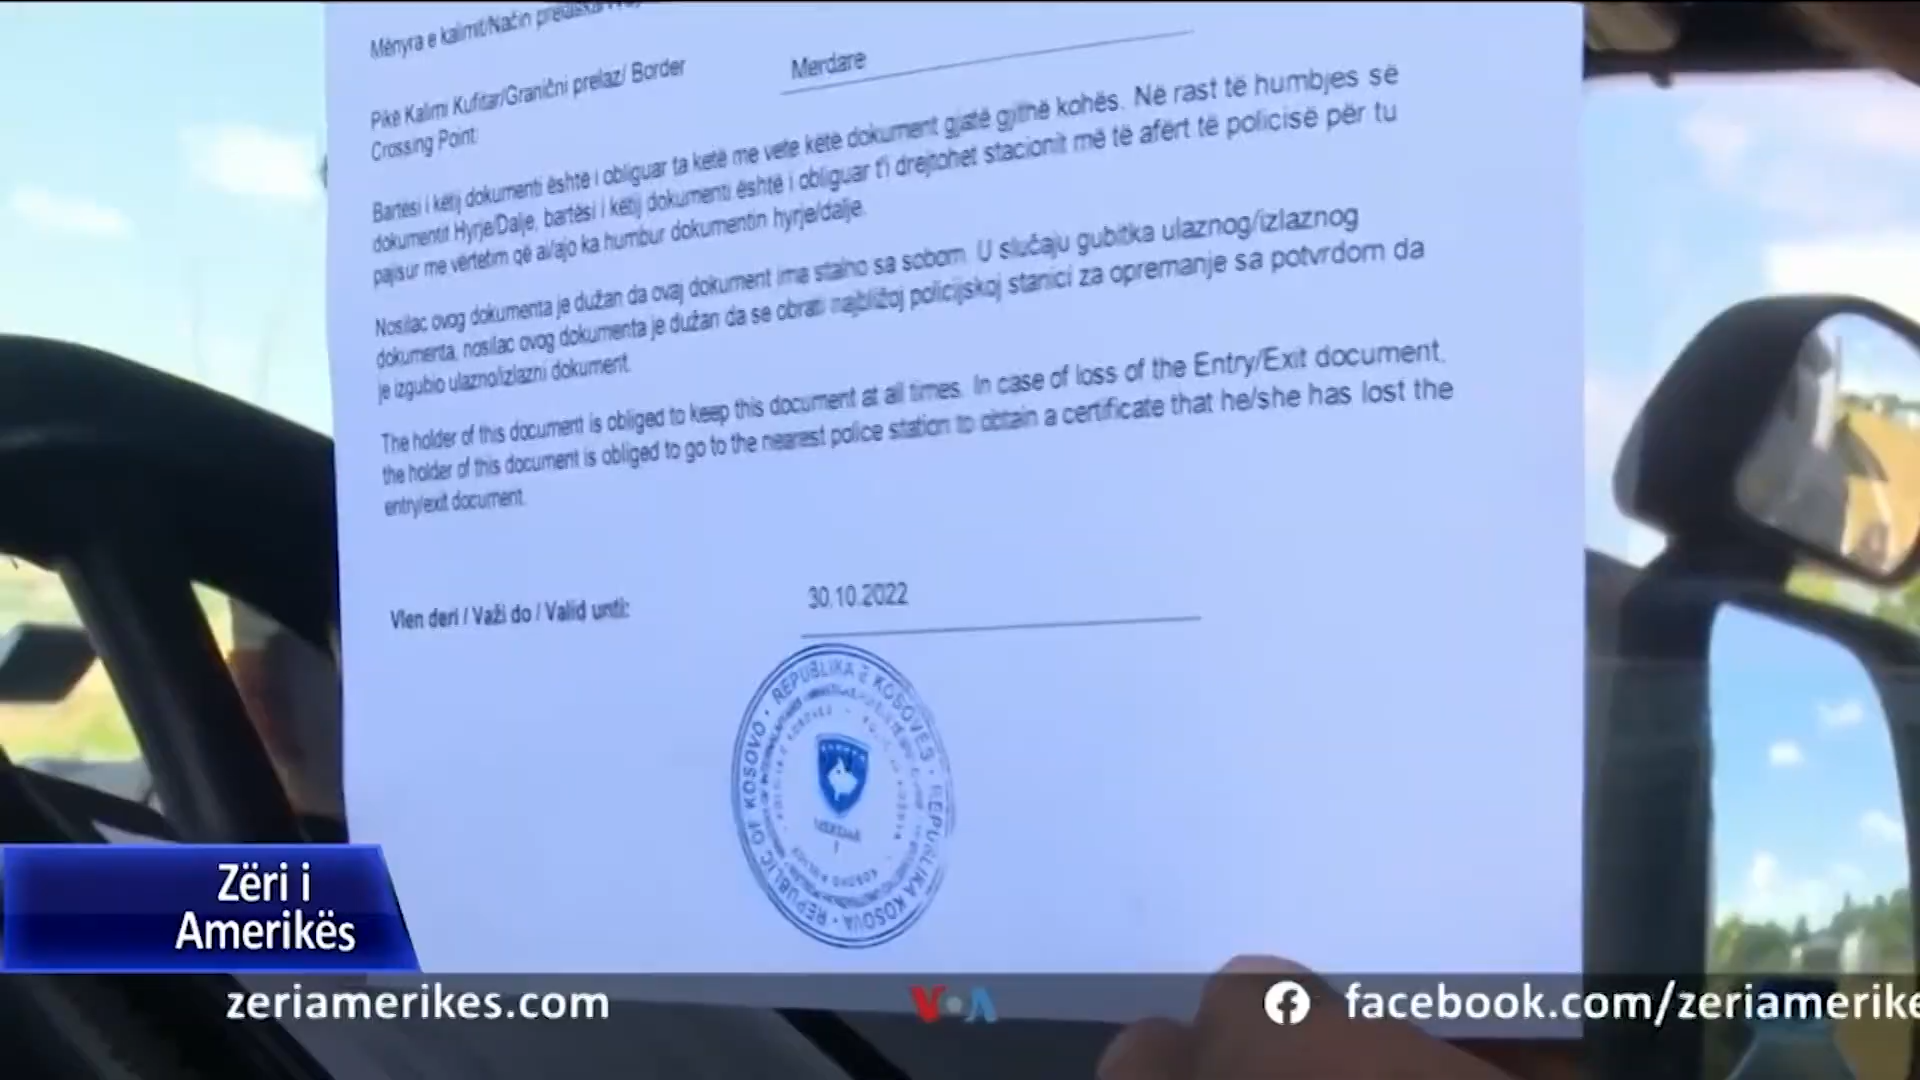 Mënyra e kalimit/Način
Pikë Kalimi Kufitar/Granični prelaz/ Border
Crossing Point:
Merdare
Bartësi i këtij dokumenti është i obliguar ta ketë me vete këtë dokument gjatë gjithë kohës. Në rast të humbjes së
dokumentit Hyrje/Dalje, bartësi i këtij dokumenti është i obliguar t'i drejtohet stacionit më të afërt të policisë për tu
pajisur me vërtetim që ai/ajo ka humbur dokumentin hyrje/dalje.
Nosilac ovog dokumenta je dužan da ovaj dokument ima stalno sa sobom. U slučaju gubitka ulaznog/izlaznog
dokumenta, nosilac ovog dokumenta je dužan da se obrati najbližoj policijskoj stanici za opremanje sa potvrdom da
je izgubio ulazno/izlazni dokument.
The holder of this document is obliged to keep this document at all times. In case of loss of the Entry/Exit document,
the holder of this document is obliged to go to the nearest police station to obtain a certificate that he/she has lost the
entry/exit document.
Vlen deri / Važi do / Valid until:
30.10.2022
REPUBLIKA E KOSOVËS · REPUBLIKA KOSOVA · REPUBLIC OF KOSOVO ·
Zëri i
Amerikës
zeriamerikes.com
VOA
facebook.com/zeriamerike